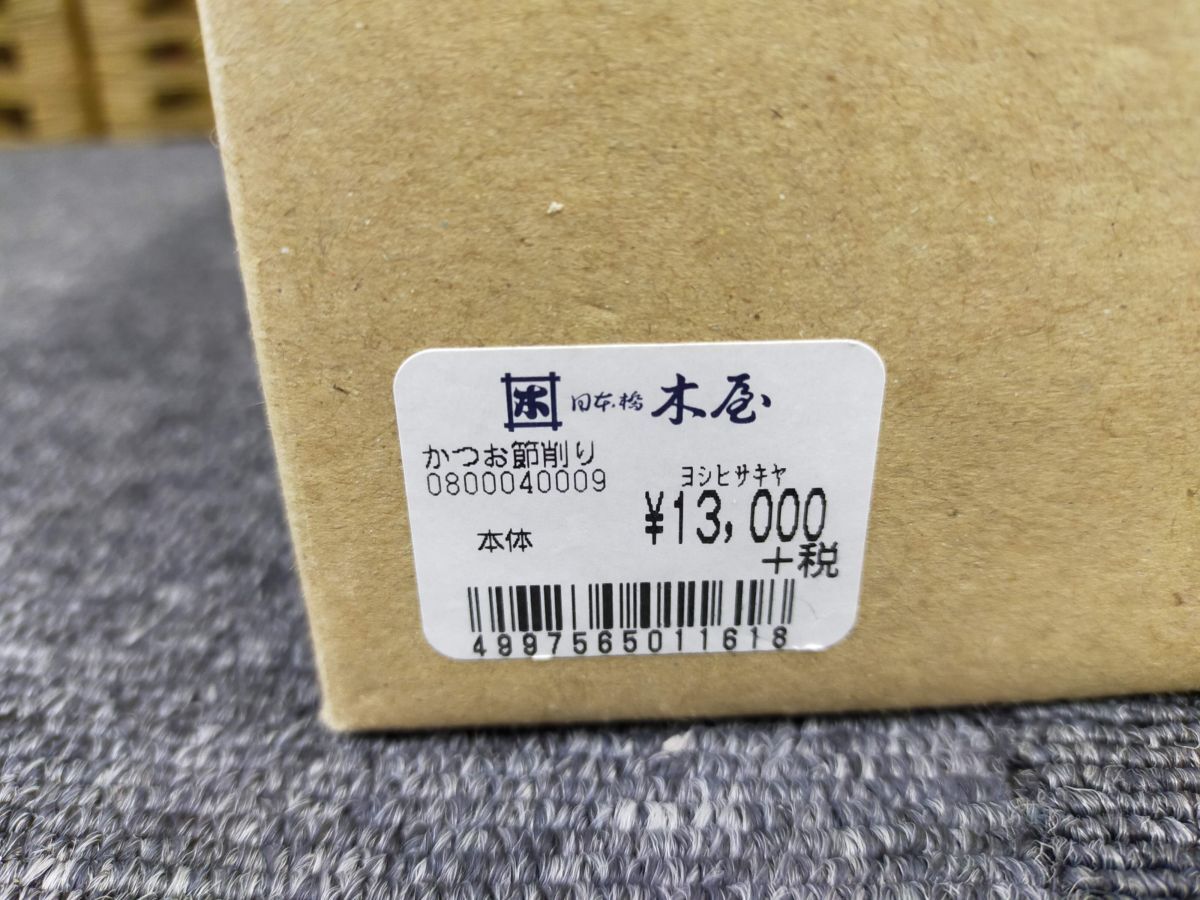 木 日本橋 木屋
かつお節削り
0800040009
ヨシヒサキヤ
本体 ¥13,000
+税
4997565011618